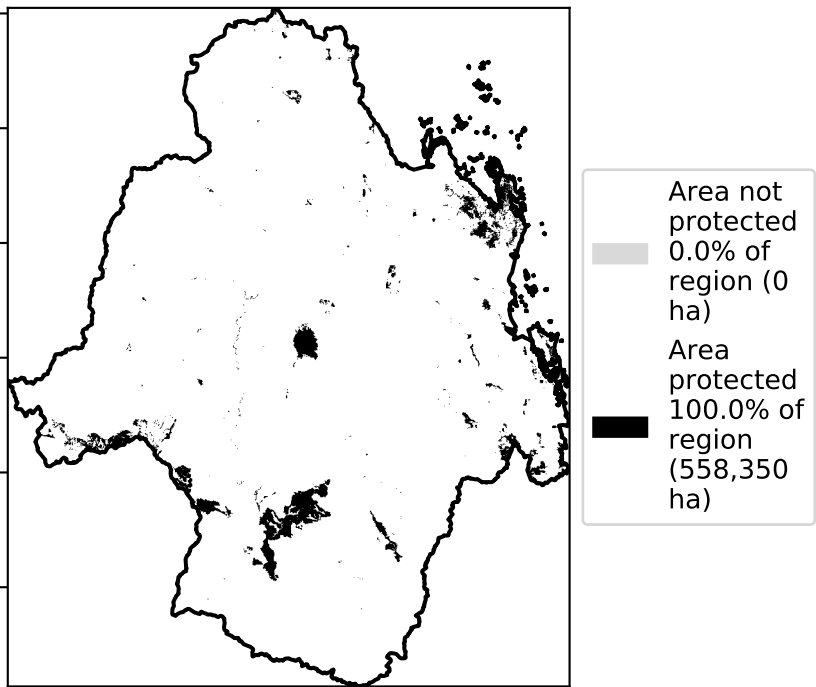 Area not
protected
0.0% of
region (0
ha)
Area
protected
100.0% of
region
(558,350
ha)